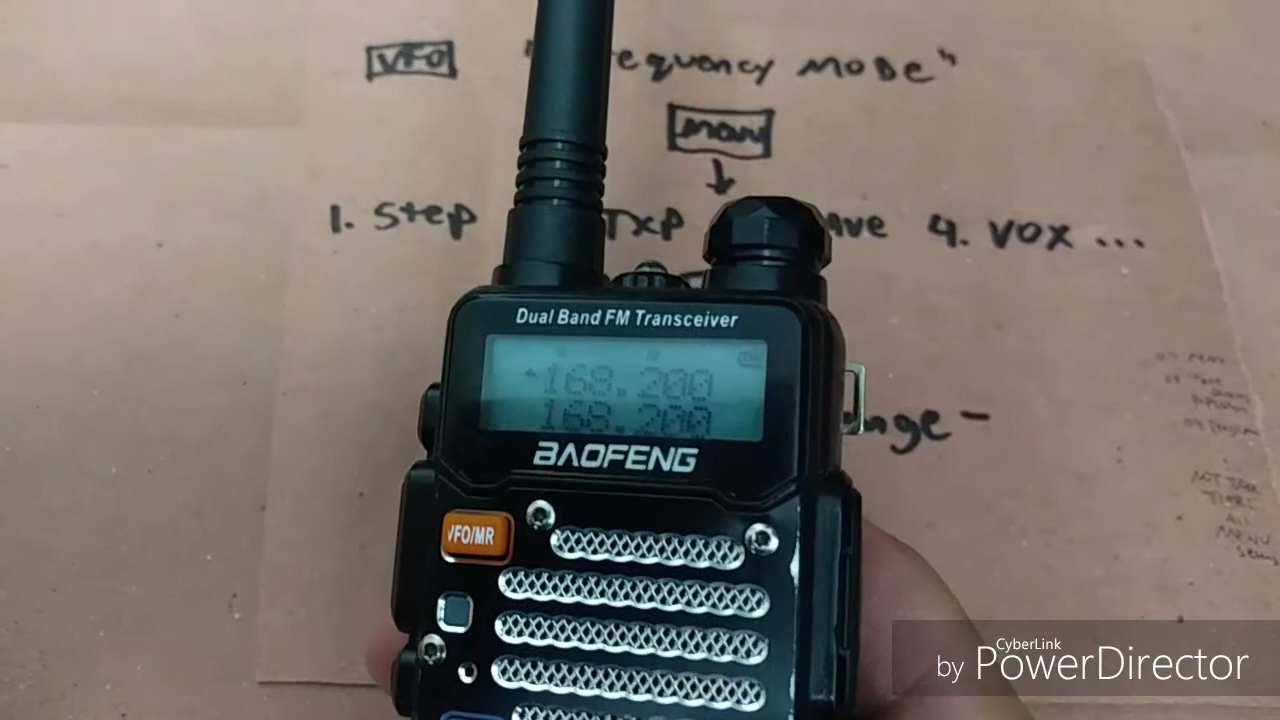 VFO "equency MODE"
MENU
1. Step TXP ave 4. VOX ...
Dual Band FM Transceiver
168.200
168.200
nge -
BAOFENG
VFO/MR
CyberLink
by PowerDirector